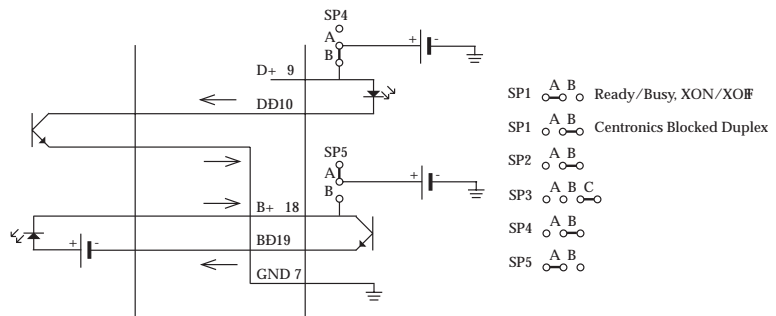 SP4
A
B
+ -
D+ 9
DÐ10
SP5
A
B
+ -
B+ 18
+ -
BÐ19
GND 7
SP1 A B Ready/Busy, XON/XOFF
SP1 A B Centronics Blocked Duplex
SP2 A B
SP3 A B C
SP4 A B
SP5 A B